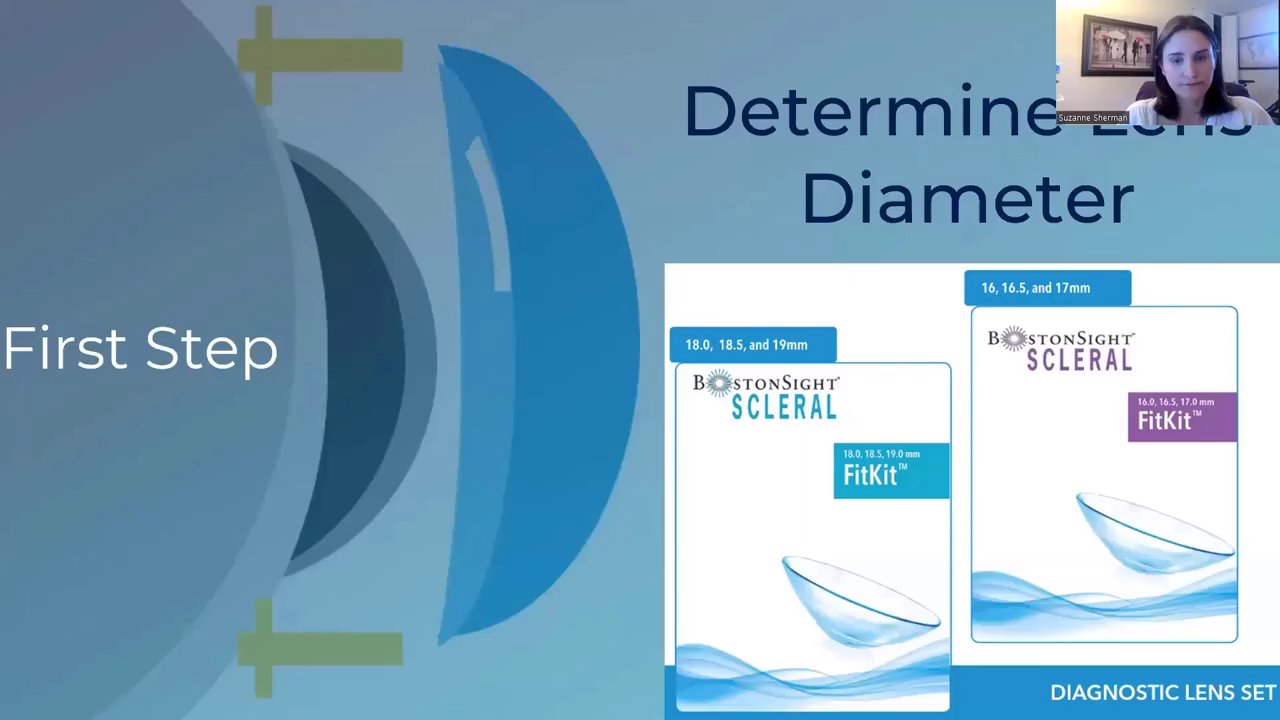 Determine Lens
Diameter
Suzanne Sherman
First Step
16, 16.5, and 17mm
BOSTONSIGHT
SCLERAL
16.0, 16.5, 17.0 mm
FitKit™
18.0, 18.5, and 19mm
BOSTONSIGHT®
SCLERAL
18.0, 18.5, 19.0 mm
FitKit™
DIAGNOSTIC LENS SET